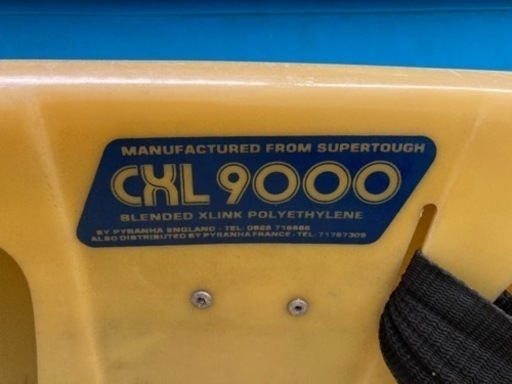 MANUFACTURED FROM SUPERTOUGH
CXL 9000
BLENDED XLINK POLYETHYLENE
BY PYRANHA ENGLAND - TEL: 0928 716666
ALSO DISTRIBUTED BY PYRANHA FRANCE - TEL: 71767309